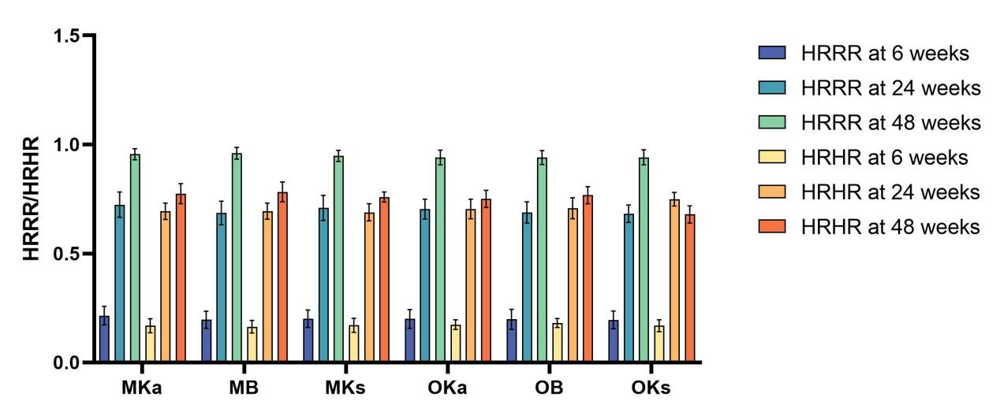 HRRR/HRHR
1.5
1.0
0.5
0.0
MKa MB MKs OKa OB OKs
HRRR at 6 weeks
HRRR at 24 weeks
HRRR at 48 weeks
HRHR at 6 weeks
HRHR at 24 weeks
HRHR at 48 weeks